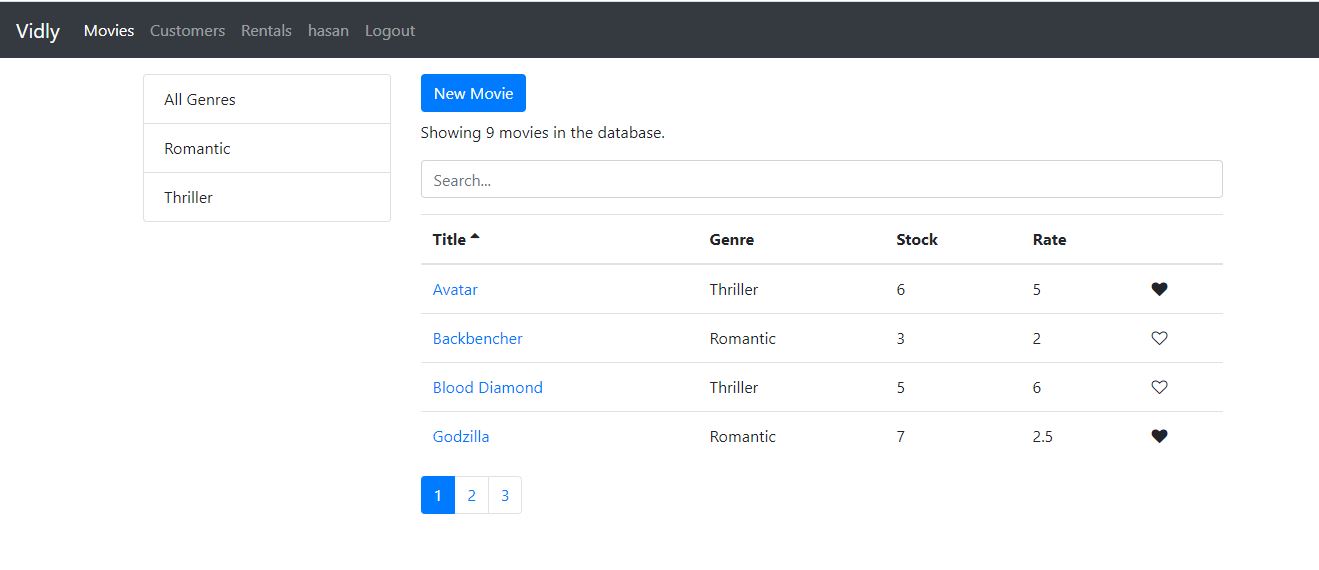 Vidly Movies Customers Rentals hasan Logout
All Genres
Romantic
Thriller
New Movie
Showing 9 movies in the database.
Search...
Title Genre Stock Rate
Avatar Thriller 6 5
Backbencher Romantic 3 2
Blood Diamond Thriller 5 6
Godzilla Romantic 7 2.5
1 2 3